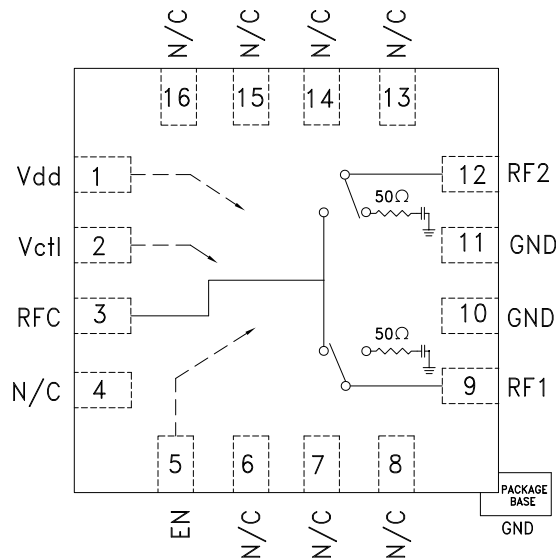 N/C N/C N/C N/C
16 15 14 13
Vdd 1
12 RF2
50Ω
Vctl 2
11 GND
RFC 3
10 GND
50Ω
N/C 4
9 RF1
5 6 7 8
EN N/C N/C N/C
PACKAGE
BASE
GND